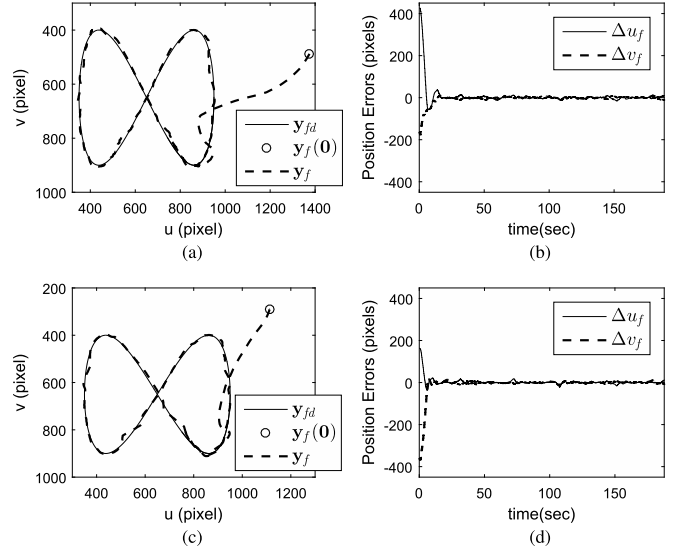 400
600
800
1000
v (pixel)
400 600 800 1000 1200 1400
u (pixel)
y_fd
y_f(0)
y_f
(a)
400
200
0
-200
-400
Position Errors (pixels)
0 50 100 150
time(sec)
Δu_f
Δv_f
(b)
200
400
600
800
1000
v (pixel)
400 600 800 1000 1200
u (pixel)
y_fd
y_f(0)
y_f
(c)
400
200
0
-200
-400
Position Errors (pixels)
0 50 100 150
time(sec)
Δu_f
Δv_f
(d)